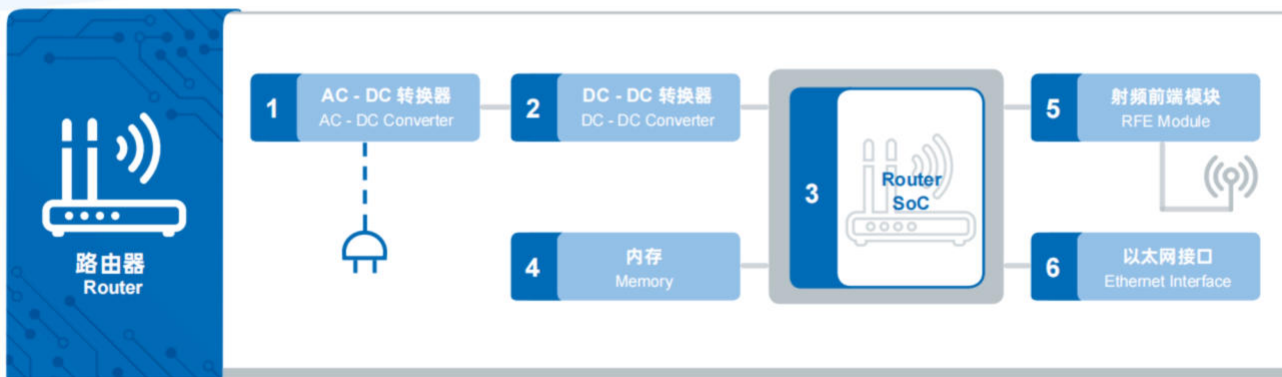 路由器
Router
1
AC - DC 转换器
AC - DC Converter
2
DC - DC 转换器
DC - DC Converter
3
Router
SoC
4
内存
Memory
5
射频前端模块
RFE Module
6
以太网接口
Ethernet Interface